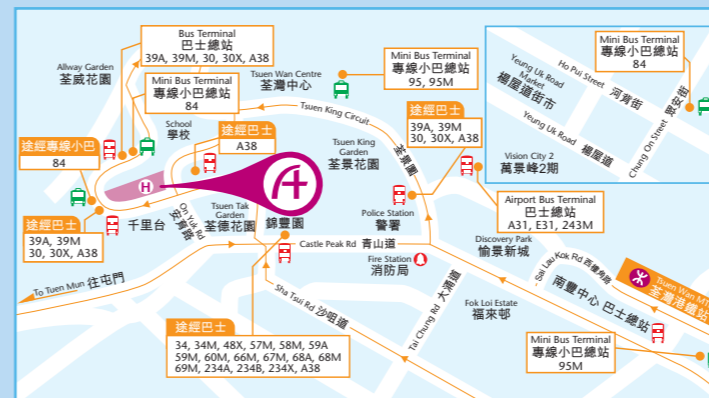 Bus Terminal
巴士總站
39A, 39M, 30, 30X, A38
Allway Garden
荃威花園
Mini Bus Terminal
專線小巴總站
84
Tsuen Wan Centre
荃灣中心
Mini Bus Terminal
專線小巴總站
95, 95M
Yeung Uk Road
Market
楊屋道街市
Ho Pui Street 河背街
Mini Bus Terminal
專線小巴總站
84
Chung On Street 眾安街
Yeung Uk Road 楊屋道
Vision City 2
萬景峰2期
School
學校
Tsuen King Circuit
荃景圍
途經巴士
A38
途經專線小巴
84
Tsuen King
Garden
荃景花園
途經巴士
39A, 39M
30, 30X, A38
H
A
途經巴士
39A, 39M
30, 30X, A38
千里台
On Yuk Rd
安育路
Tsuen Tak
Garden
荃德花園
錦豐園
Police Station
警署
Airport Bus Terminal
巴士總站
A31, E31, 243M
Castle Peak Rd 青山道
Fire Station
消防局
Discovery Park
愉景新城
Sai Lau Kok Rd 西樓角路
Tsuen Wan MT
荃灣港鐵站
南豐中心 巴士總站
To Tuen Mun 往屯門
Sha Tsui Rd 沙咀道
Tai Chung Rd 大涌道
Fok Loi Estate
福來邨
途經巴士
34, 34M, 48X, 57M, 58M, 59A
59M, 60M, 66M, 67M, 68A, 68M
69M, 234A, 234B, 234X, A38
Mini Bus Terminal
專線小巴總站
95M